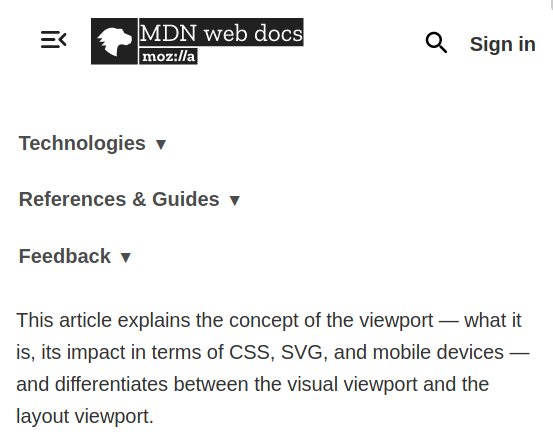 MDN web docs
moz://a
Sign in
Technologies ▼
References & Guides ▼
Feedback ▼
This article explains the concept of the viewport — what it
is, its impact in terms of CSS, SVG, and mobile devices —
and differentiates between the visual viewport and the
layout viewport.